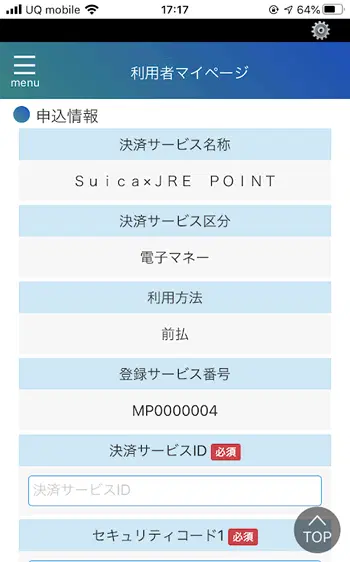 UQ mobile 17:17 64%
menu 利用者マイページ
申込情報
決済サービス名称
Ｓｕｉｃａ×ＪＲＥ　ＰＯＩＮＴ
決済サービス区分
電子マネー
利用方法
前払
登録サービス番号
MP0000004
決済サービスID 必須
決済サービスID
セキュリティコード1 必須
TOP